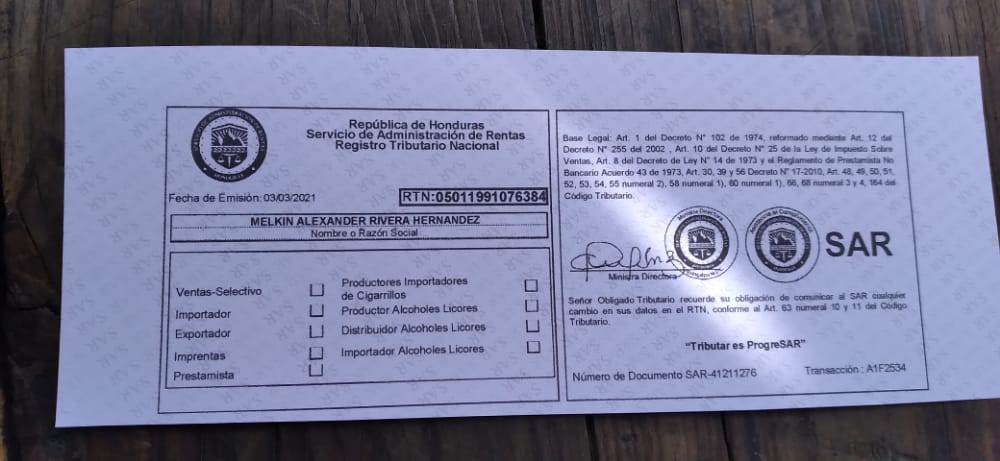 República de Honduras
Servicio de Administración de Rentas
Registro Tributario Nacional
Fecha de Emisión: 03/03/2021
RTN:05011991076384
MELKIN ALEXANDER RIVERA HERNANDEZ
Nombre o Razón Social
Ventas-Selectivo
Importador
Exportador
Imprentas
Prestamista
Productores Importadores
de Cigarrillos
Productor Alcoholes Licores
Distribuidor Alcoholes Licores
Importador Alcoholes Licores
Base Legal: Art. 1 del Decreto N° 102 de 1974, reformado mediante Art. 12 del
Decreto N° 255 del 2002 , Art. 10 del Decreto N° 25 de la Ley de Impuesto Sobre
Ventas, Art. 8 del Decreto de Ley N° 14 de 1973 y el Reglamento de Prestamista No
Bancario Acuerdo 43 de 1973, Art. 30, 39 y 56 Decreto N° 17-2010, Art. 48, 49, 50, 51,
52, 53, 54, 55 numeral 2), 58 numeral 1), 60 numeral 1), 66, 68 numeral 3 y 4, 164 del
Código Tributario.
Ministra Directora
SAR
Ministra Directora
Señor Obligado Tributario recuerde su obligación de comunicar al SAR cualquier
cambio en sus datos en el RTN, conforme al Art. 63 numeral 10 y 11 del Código
Tributario.
"Tributar es ProgreSAR"
Número de Documento SAR-41211276
Transacción : A1F2534